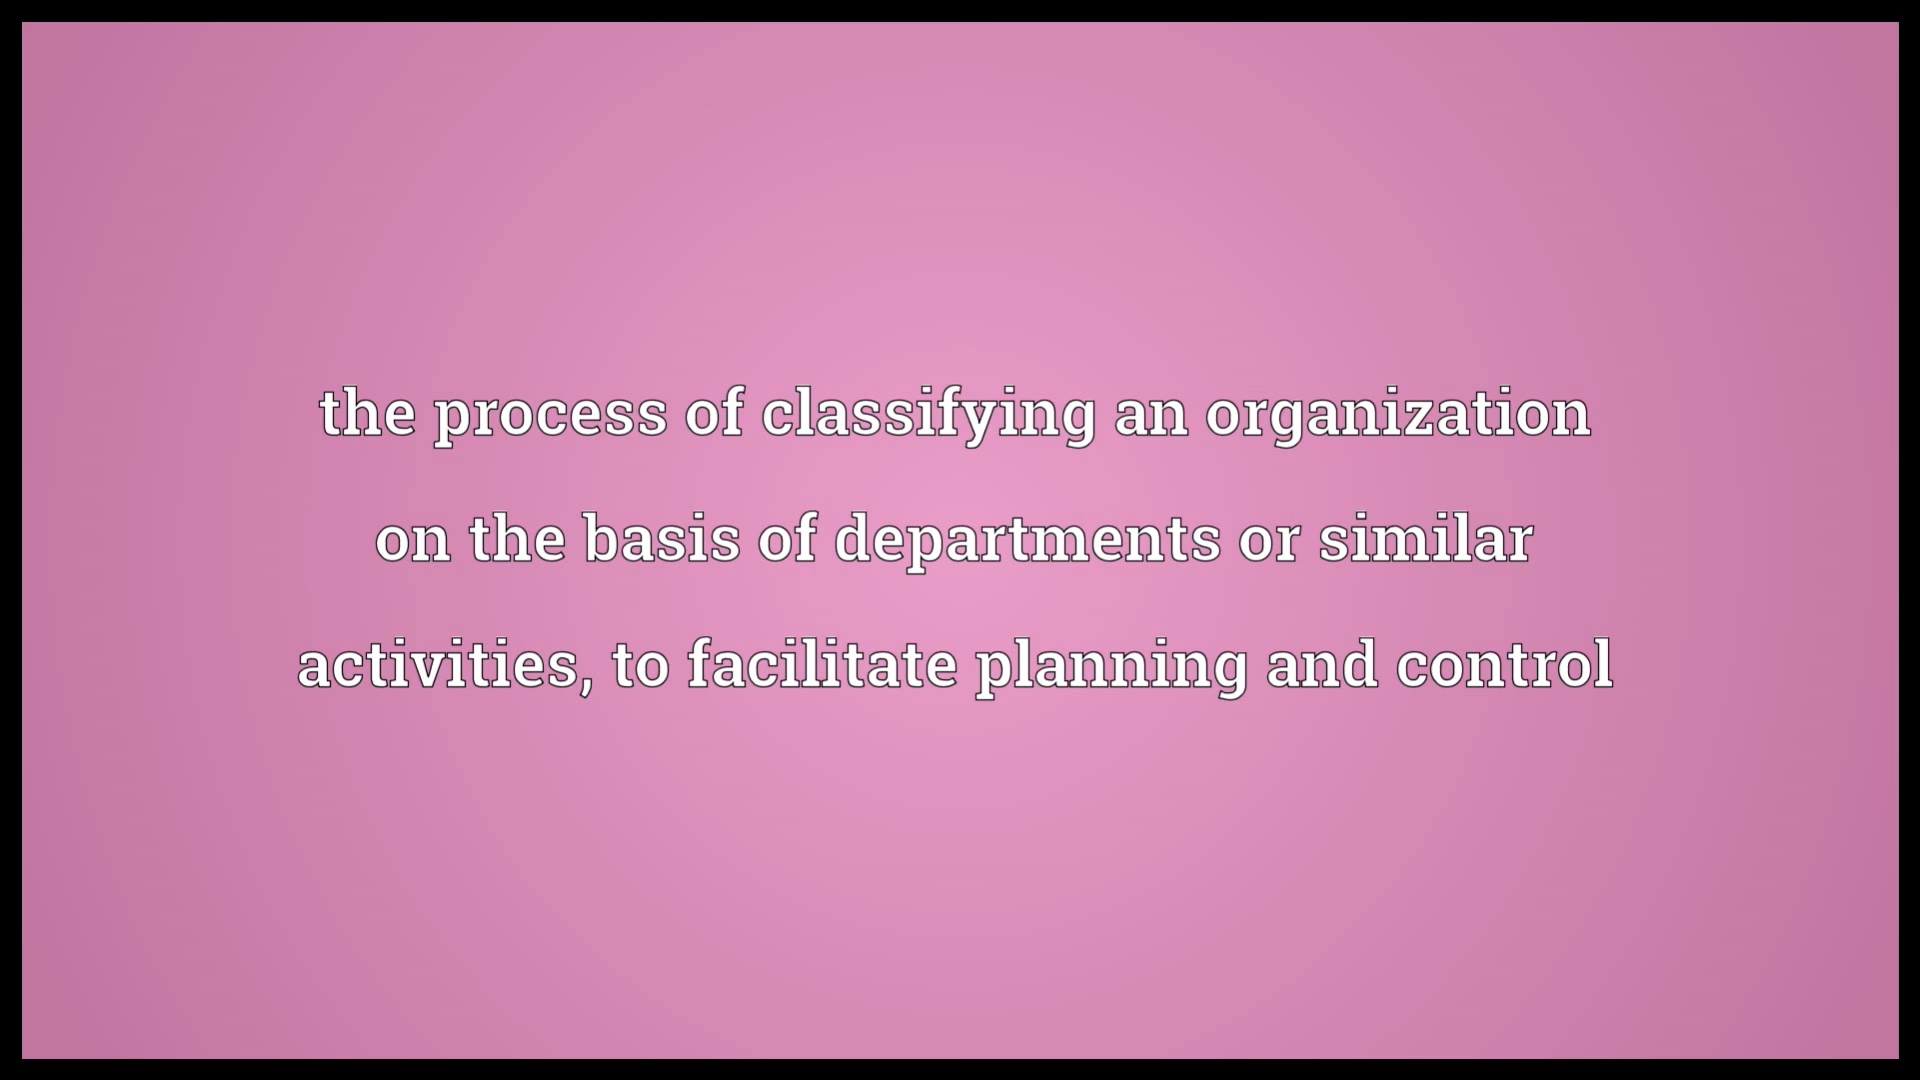 the process of classifying an organization
on the basis of departments or similar
activities, to facilitate planning and control